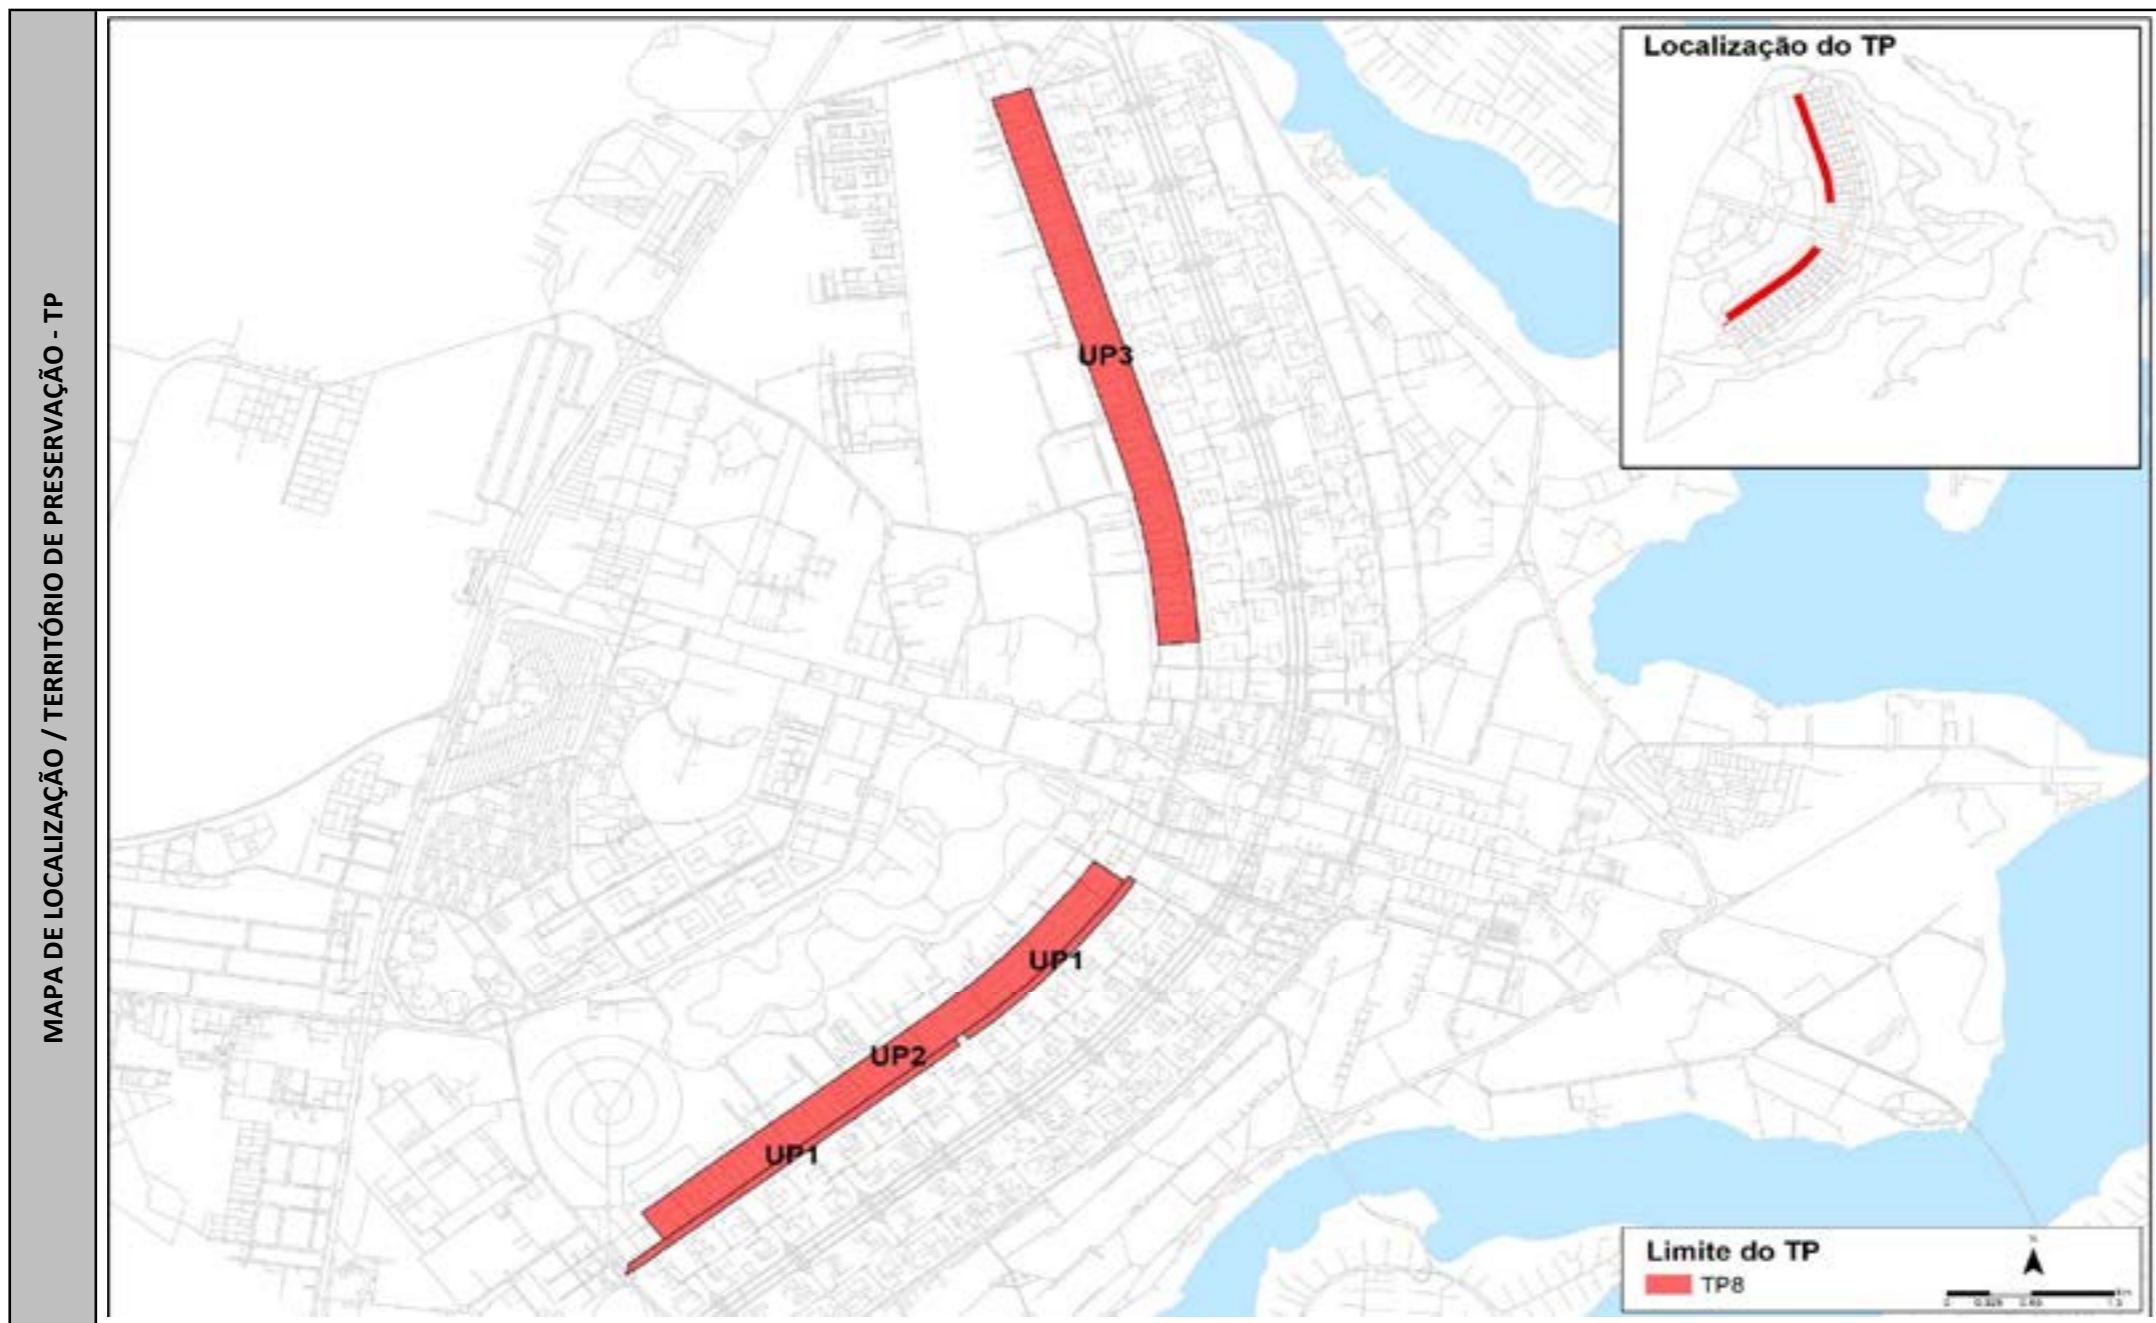 MAPA DE LOCALIZAÇÃO / TERRITÓRIO DE PRESERVAÇÃO - TP
Localização do TP
UP3
UP1
UP2
UP1
Limite do TP
TP8